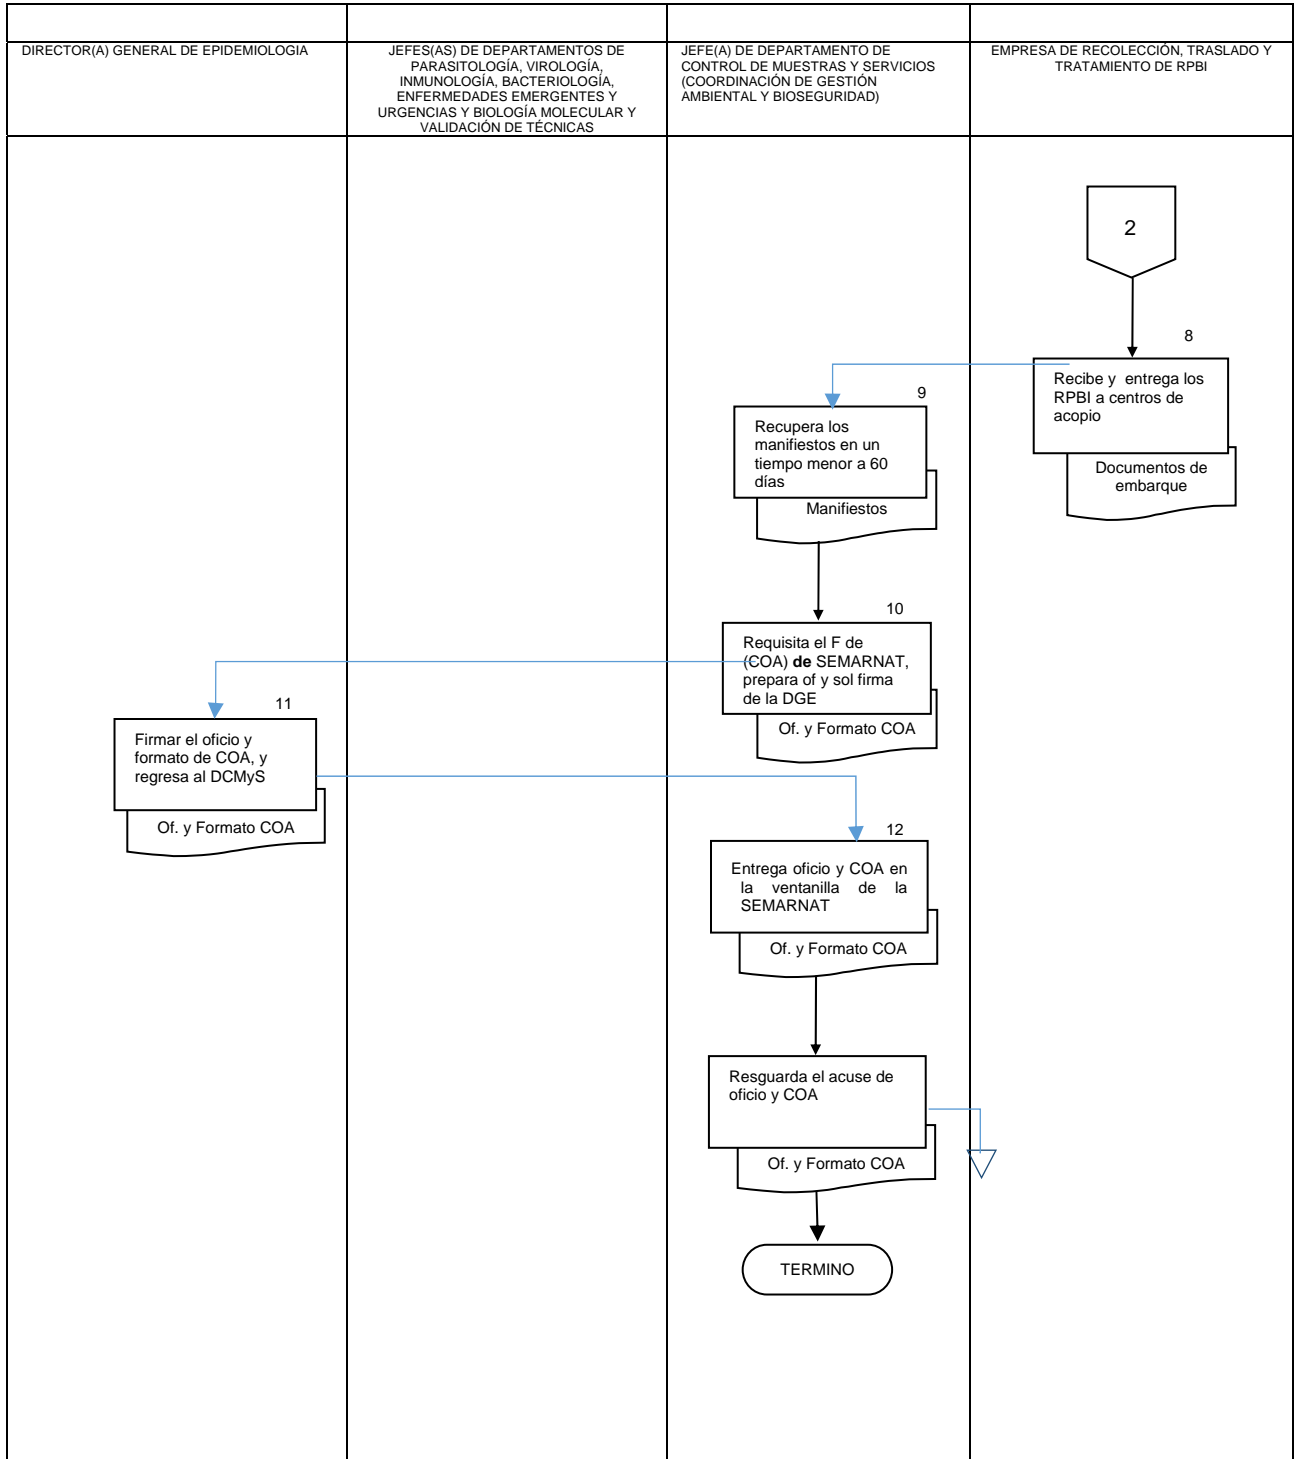 DIRECTOR(A) GENERAL DE EPIDEMIOLOGIA
JEFES(AS) DE DEPARTAMENTOS DE
PARASITOLOGÍA, VIROLOGÍA,
INMUNOLOGÍA, BACTERIOLOGÍA,
ENFERMEDADES EMERGENTES Y
URGENCIAS Y BIOLOGÍA MOLECULAR Y
VALIDACIÓN DE TÉCNICAS
JEFE(A) DE DEPARTAMENTO DE
CONTROL DE MUESTRAS Y SERVICIOS
(COORDINACIÓN DE GESTIÓN
AMBIENTAL Y BIOSEGURIDAD)
EMPRESA DE RECOLECCIÓN, TRASLADO Y
TRATAMIENTO DE RPBI
2
8
Recibe y entrega los
RPBI a centros de
acopio
Documentos de
embarque
9
Recupera los
manifiestos en un
tiempo menor a 60
días
Manifiestos
10
Requisita el F de
(COA) de SEMARNAT,
prepara of y sol firma
de la DGE
Of. y Formato COA
11
Firmar el oficio y
formato de COA, y
regresa al DCMyS
Of. y Formato COA
12
Entrega oficio y COA en
la ventanilla de la
SEMARNAT
Of. y Formato COA
Resguarda el acuse de
oficio y COA
Of. y Formato COA
TERMINO